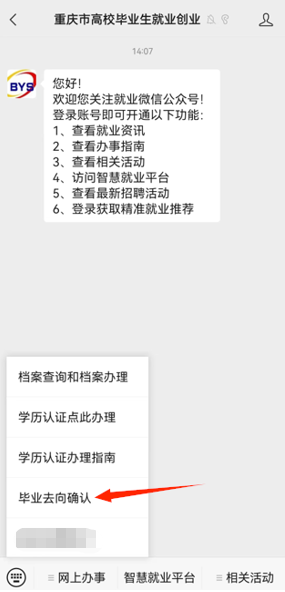 重庆市高校毕业生就业创业
14:07
BYS
您好！
欢迎您关注就业微信公众号！
登录账号即可开通以下功能：
1、查看就业资讯
2、查看办事指南
3、查看相关活动
4、访问智慧就业平台
5、查看最新招聘活动
6、登录获取精准就业推荐
档案查询和档案办理
学历认证点此办理
学历认证办理指南
毕业去向确认
网上办事
智慧就业平台
相关活动